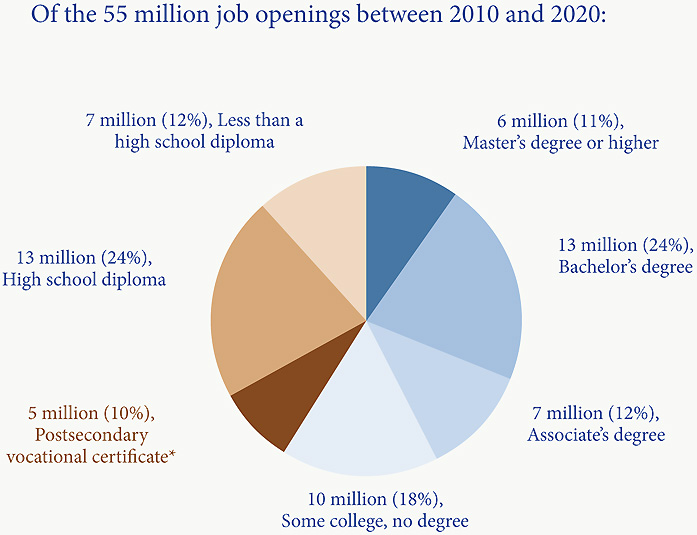 Of the 55 million job openings between 2010 and 2020:
7 million (12%), Less than a
high school diploma
6 million (11%),
Master's degree or higher
13 million (24%),
High school diploma
13 million (24%),
Bachelor's degree
5 million (10%),
Postsecondary
vocational certificate*
7 million (12%),
Associate's degree
10 million (18%),
Some college, no degree